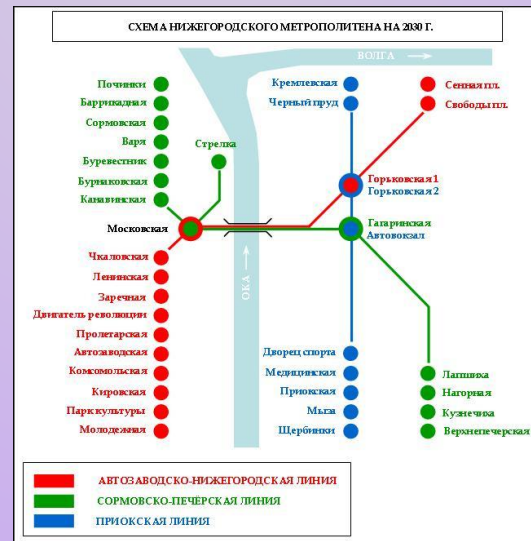 СХЕМА НИЖЕГОРОДСКОГО МЕТРОПОЛИТЕНА НА 2030 Г.
ВОЛГА
Починки
Баррикадная
Сормовская
Варя
Буревестник
Бурнаковская
Канавинская
Стрелка
Московская
Чкаловская
Ленинская
Заречная
Двигатель революции
Пролетарская
Автозаводская
Комсомольская
Кировская
Парк культуры
Молодежная
ОКА
Кремлевская
Черный пруд
Сенная пл.
Свободы пл.
Горьковская 1
Горьковская 2
Гагаринская
Автовокзал
Дворец спорта
Медицинская
Приокская
Мыза
Щербинки
Лапшиха
Нагорная
Кузнечиха
Верхнепечерская
АВТОЗАВОДСКО-НИЖЕГОРОДСКАЯ ЛИНИЯ
СОРМОВСКО-ПЕЧЁРСКАЯ ЛИНИЯ
ПРИОКСКАЯ ЛИНИЯ